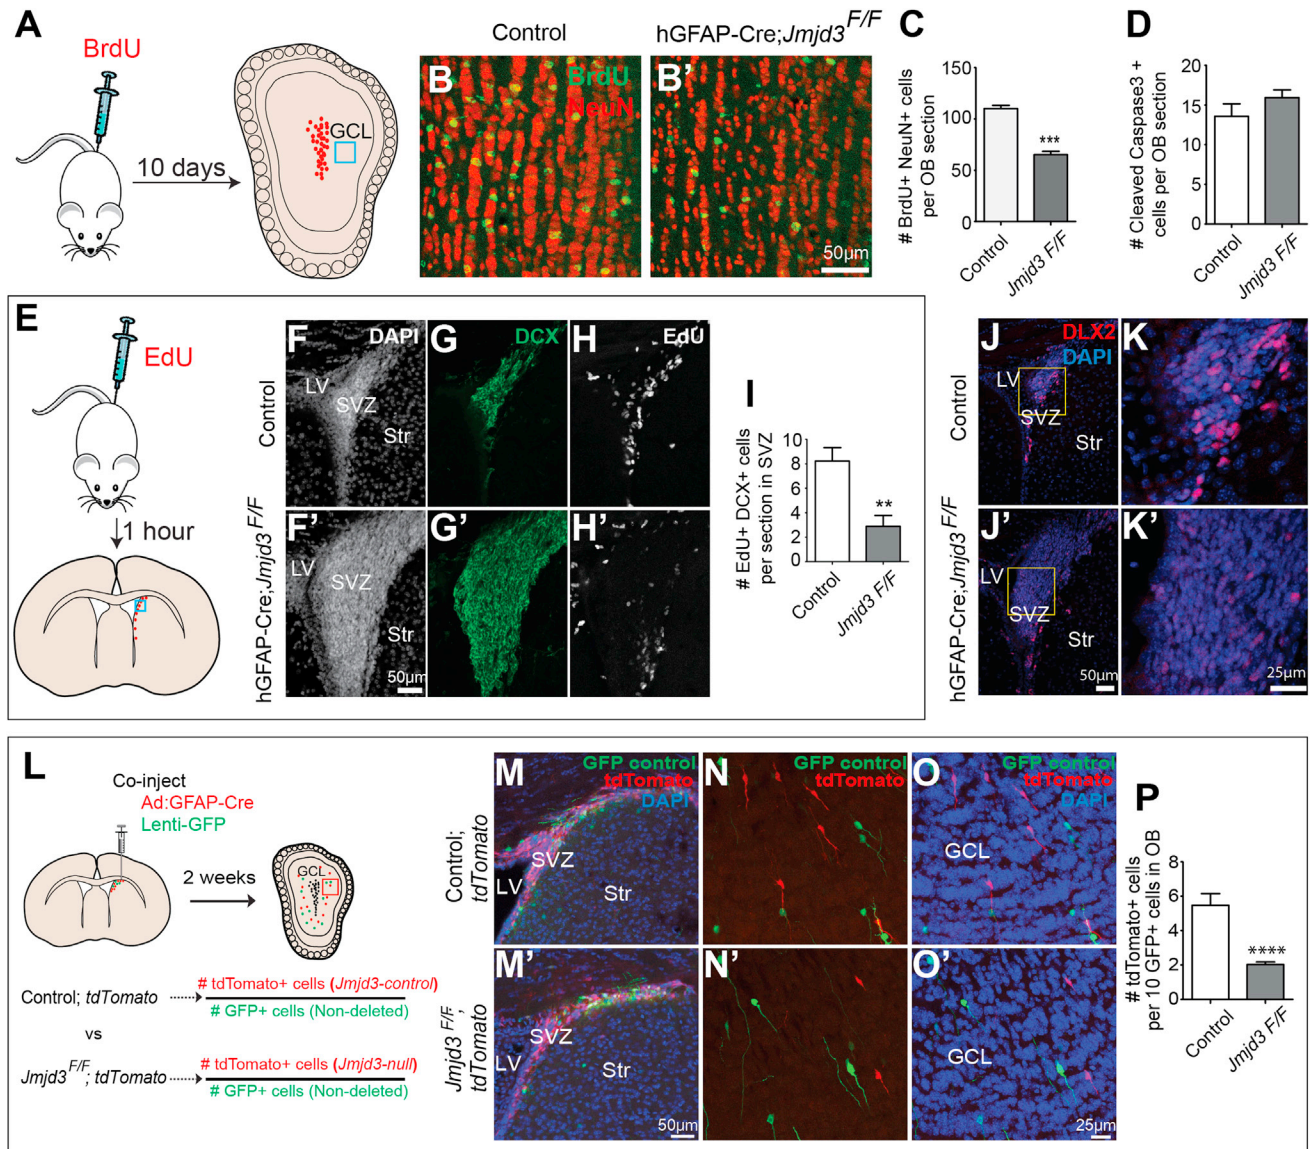 A
BrdU
10 days
GCL
Control
hGFAP-Cre;Jmjd3 F/F
B
BrdU
NeuN
B'
50µm
C
# BrdU+ NeuN+ cells
per OB section
150
100
50
0
***
Control
Jmjd3 F/F
D
# Cleaved Caspase3 +
cells per OB section
20
15
10
5
0
Control
Jmjd3 F/F
E
EdU
1 hour
Control
hGFAP-Cre;Jmjd3 F/F
F
DAPI
LV
SVZ
Str
G
DCX
H
EdU
F'
LV
SVZ
Str
50µm
G'
H'
I
# EdU+ DCX+ cells
per section in SVZ
10
8
6
4
2
0
**
Control
Jmjd3 F/F
Control
hGFAP-Cre;Jmjd3 F/F
J
DLX2
DAPI
LV
SVZ
Str
K
J'
LV
SVZ
Str
50µm
K'
25µm
L
Co-inject
Ad:GFAP-Cre
Lenti-GFP
2 weeks
GCL
Control; tdTomato
# tdTomato+ cells (Jmjd3-control)
# GFP+ cells (Non-deleted)
vs
Jmjd3 F/F; tdTomato
# tdTomato+ cells (Jmjd3-null)
# GFP+ cells (Non-deleted)
Control;
tdTomato
Jmjd3 F/F;
tdTomato
M
GFP control
tdTomato
DAPI
SVZ
LV
Str
N
GFP control
tdTomato
O
GFP control
tdTomato
DAPI
GCL
M'
SVZ
LV
Str
50µm
N'
O'
GCL
25µm
P
# tdTomato+ cells
per 10 GFP+ cells in OB
8
6
4
2
0
****
Control
Jmjd3 F/F